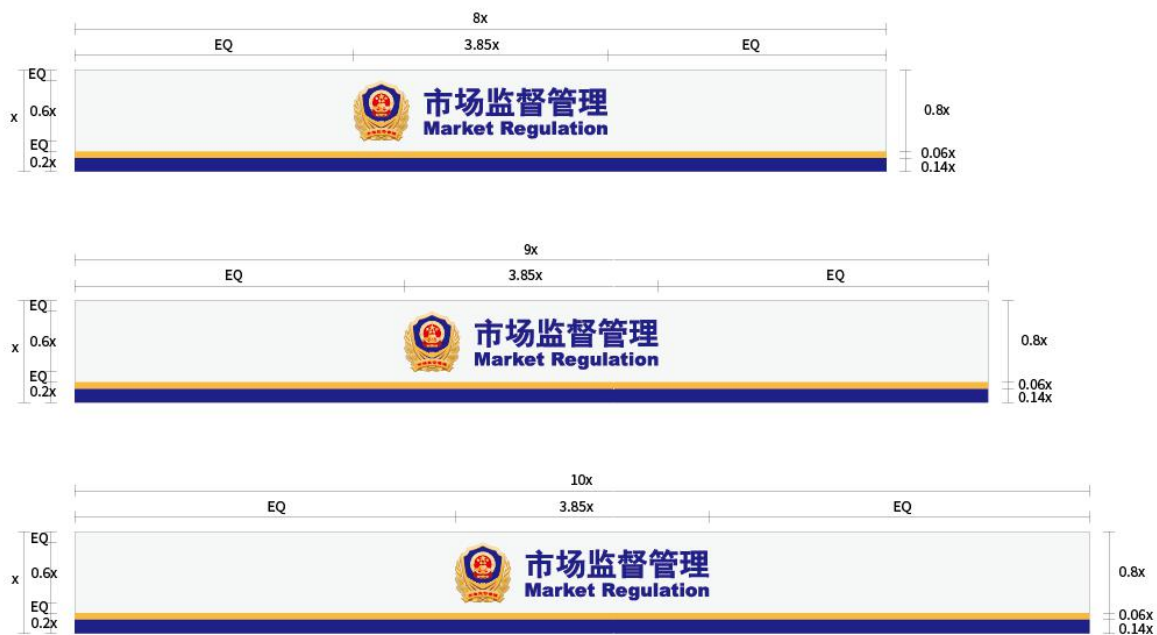 8x
EQ 3.85x EQ
EQ
x 0.6x
EQ
0.2x
市场监督管理
Market Regulation
0.8x
0.06x
0.14x
9x
EQ 3.85x EQ
EQ
x 0.6x
EQ
0.2x
市场监督管理
Market Regulation
0.8x
0.06x
0.14x
10x
EQ 3.85x EQ
EQ
x 0.6x
EQ
0.2x
市场监督管理
Market Regulation
0.8x
0.06x
0.14x